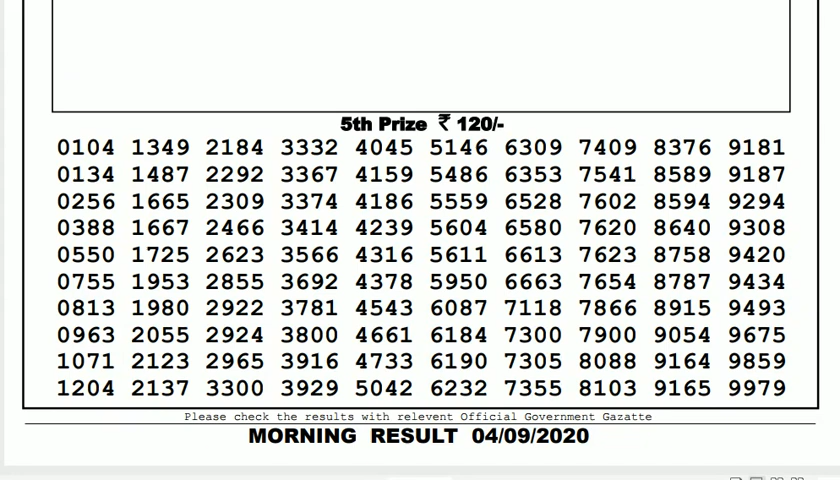 5th Prize ₹ 120/-
0104 1349 2184 3332 4045 5146 6309 7409 8376 9181
0134 1487 2292 3367 4159 5486 6353 7541 8589 9187
0256 1665 2309 3374 4186 5559 6528 7602 8594 9294
0388 1667 2466 3414 4239 5604 6580 7620 8640 9308
0550 1725 2623 3566 4316 5611 6613 7623 8758 9420
0755 1953 2855 3692 4378 5950 6663 7654 8787 9434
0813 1980 2922 3781 4543 6087 7118 7866 8915 9493
0963 2055 2924 3800 4661 6184 7300 7900 9054 9675
1071 2123 2965 3916 4733 6190 7305 8088 9164 9859
1204 2137 3300 3929 5042 6232 7355 8103 9165 9979
Please check the results with relevent Official Government Gazatte
MORNING RESULT 04/09/2020